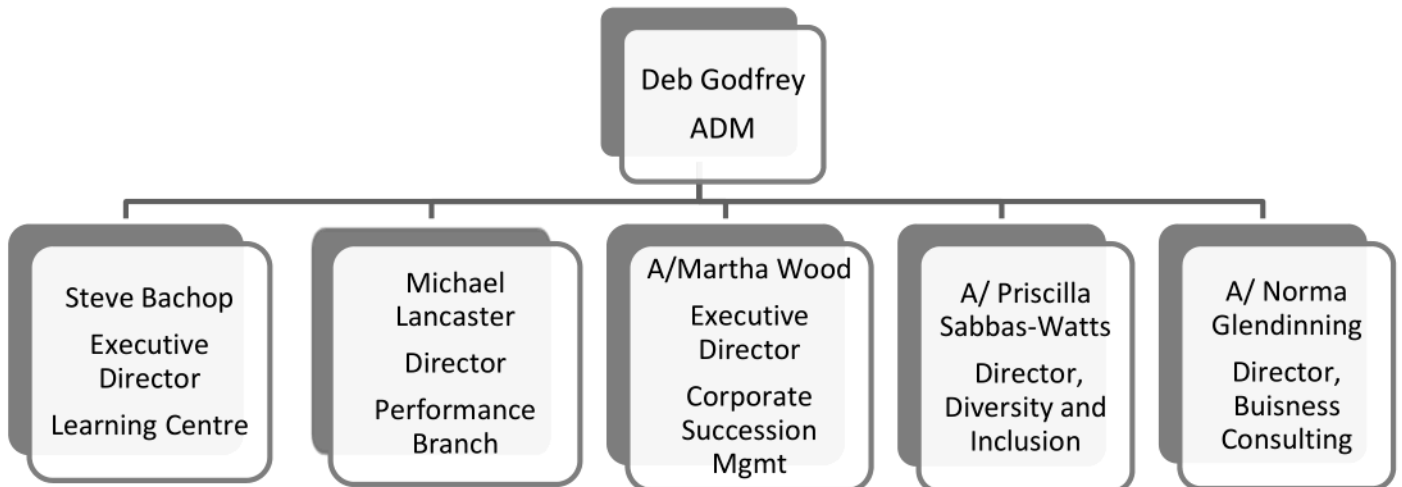 Deb Godfrey
ADM
Steve Bachop
Executive
Director
Learning Centre
Michael
Lancaster
Director
Performance
Branch
A/Martha Wood
Executive
Director
Corporate
Succession
Mgmt
A/ Priscilla
Sabbas-Watts
Director,
Diversity and
Inclusion
A/ Norma
Glendinning
Director,
Buisness
Consulting